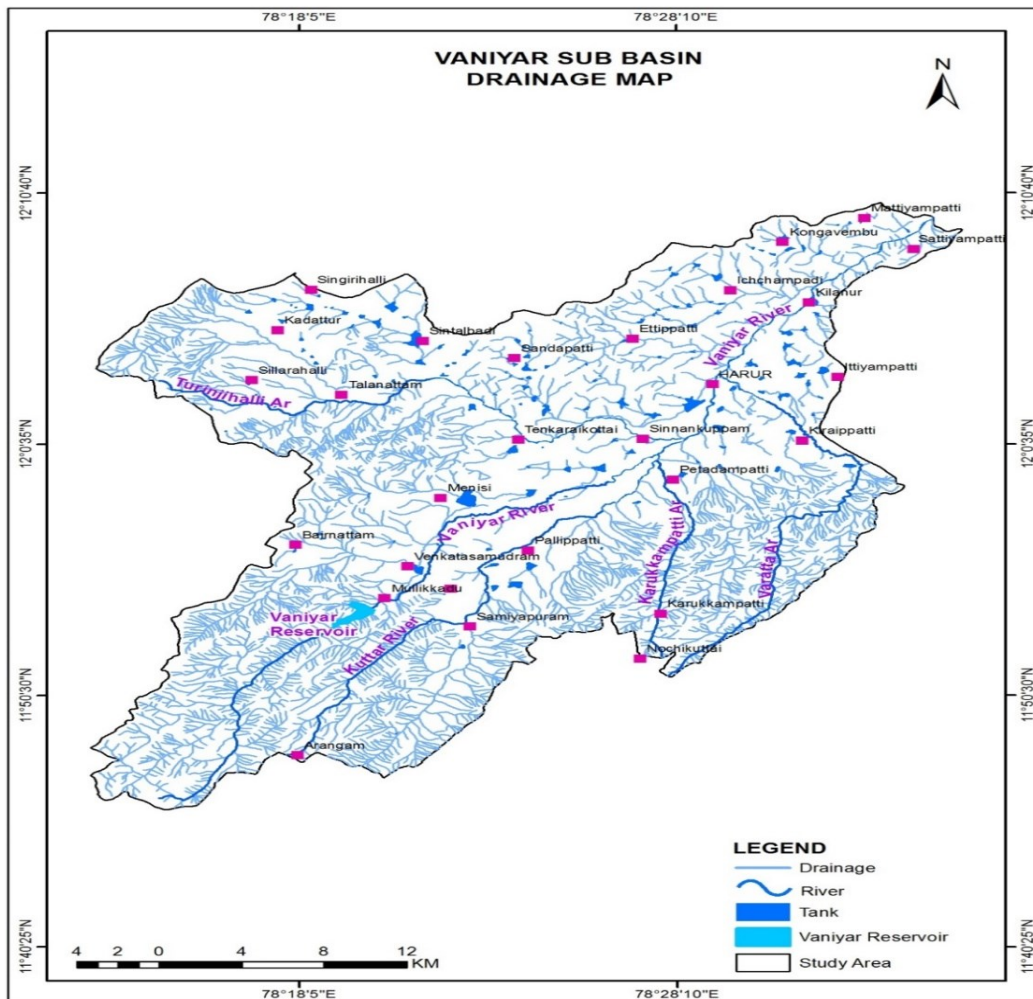 78°18'5"E
78°28'10"E
VANIYAR SUB BASIN
DRAINAGE MAP
N
12°10'40"N
12°10'40"N
Mattiyampatti
Kongavembu
Sattiyampatti
Singirihalli
Ichchampadi
Kilanur
Kadattur
Sintalbadi
Ettippatti
Vaniyar River
Sandapatti
Sillarahalli
Turinjihalli Ar
Talanattam
HARUR
Ittiyampatti
12°0'35"N
12°0'35"N
Tenkaraikottai
Sinnankuppam
Kiraippatti
Petadampatti
Menisi
Vaniyar River
Bairnattam
Pallippatti
Venkatasamudram
Karukkampatti Ar
Varatta Ar
Mullikkadu
Vaniyar
Reservoir
Kuttar River
Samiyapuram
Karukkampatti
Nochikuttai
11°50'30"N
11°50'30"N
Arangam
LEGEND
Drainage
River
Tank
Vaniyar Reservoir
Study Area
11°40'25"N
11°40'25"N
4 2 0 4 8 12
KM
78°18'5"E
78°28'10"E